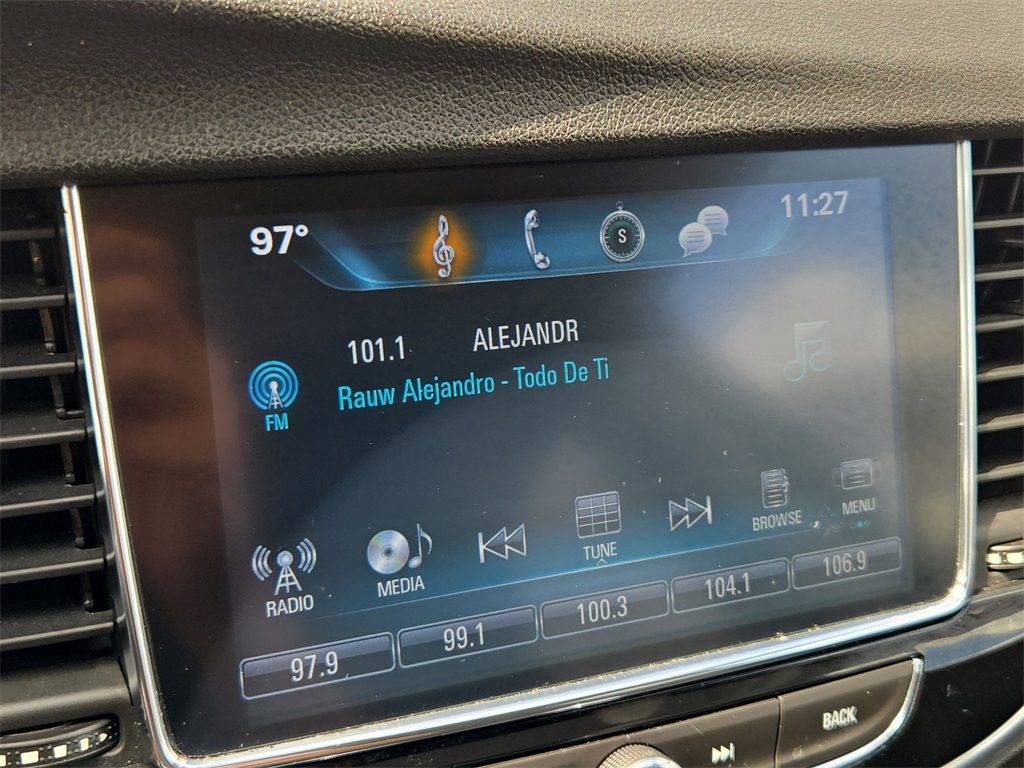 97° S 11:27
101.1 ALEJANDR
Rauw Alejandro - Todo De Ti
FM
RADIO MEDIA TUNE BROWSE MENU
97.9 99.1 100.3 104.1 106.9
BACK